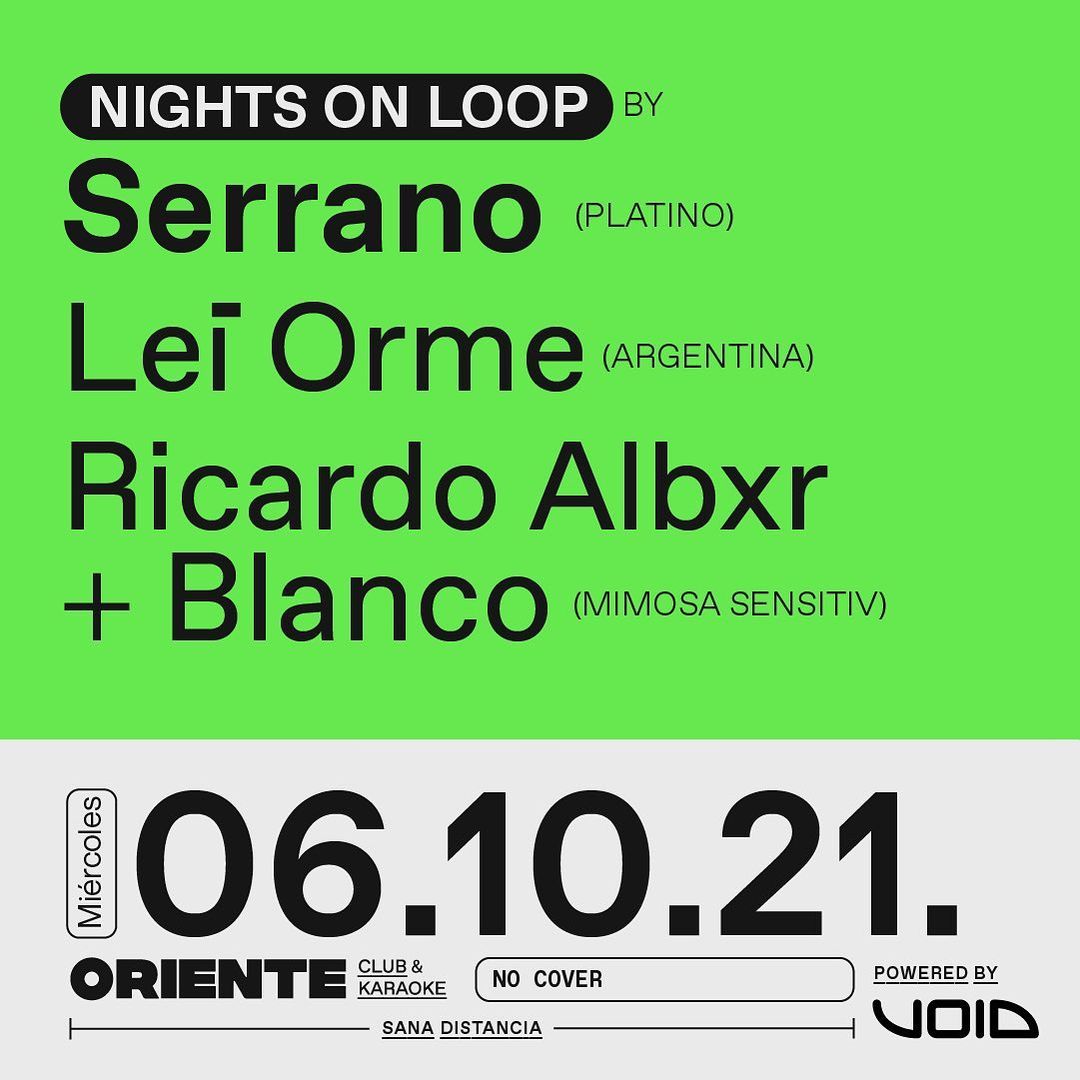 NIGHTS ON LOOP BY
Serrano (PLATINO)
Leī Orme (ARGENTINA)
Ricardo Albxr
+ Blanco (MIMOSA SENSITIV)
Miércoles
06.10.21.
ORIENTE CLUB & KARAOKE
NO COVER
POWERED BY
VOID
SANA DISTANCIA